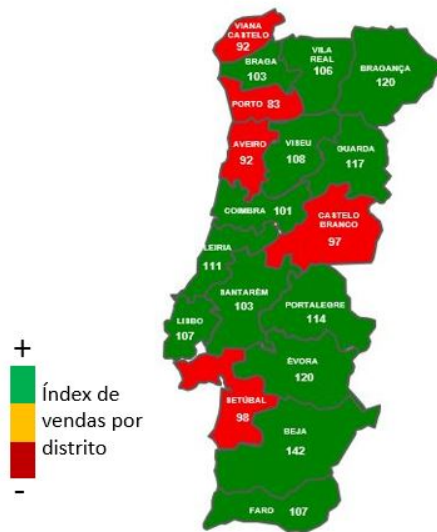 VIANA
CASTELO
92
BRAGA
103
VILA
REAL
106
BRAGANÇA
120
PORTO 83
AVEIRO
92
VISEU
108
GUARDA
117
COIMBRA 101
CASTELO
BRANCO
97
LEIRIA
111
SANTARÉM
103
PORTALEGRE
114
LISBO
107
ÉVORA
120
SETÚBAL
98
BEJA
142
FARO 107
+
Índex de
vendas por
distrito
-